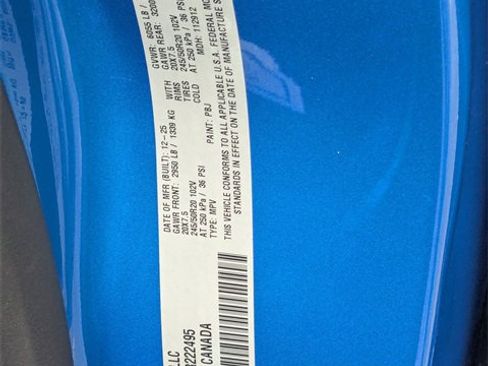 LLC
222495
CANADA
DATE OF MFR (BUILT): 12-25 GVWR: 6055 LB /
GAWR FRONT: 2950 LB / 1339 KG WITH GAWR REAR: 3200
20X7.5 RIMS 20X7.5
245/50R20 102V TIRES 245/50R20 102V
AT 250 kPa / 36 PSI COLD AT 250 kPa / 36 PSI
TYPE: MPV PAINT: PBJ MDH: 112912
THIS VEHICLE CONFORMS TO ALL APPLICABLE U.S.A. FEDERAL MO
STANDARDS IN EFFECT ON THE DATE OF MANUFACTURE S